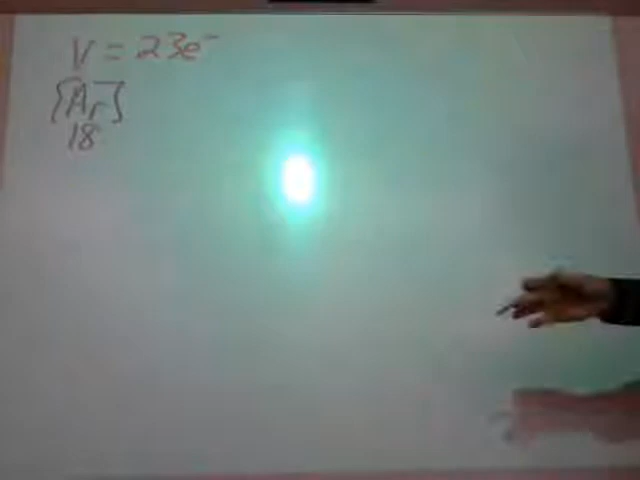 V = 23e⁻
[Ar]
18